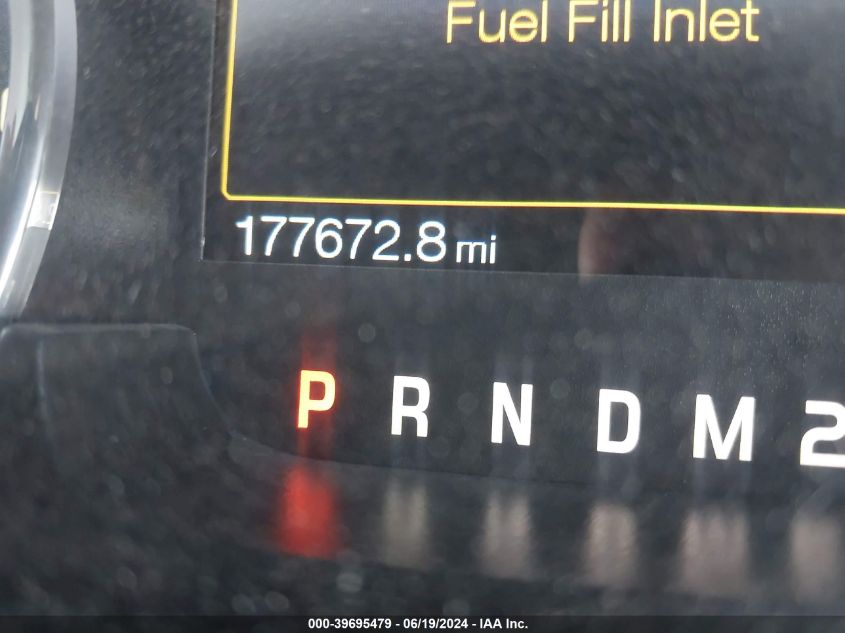 Fuel Fill Inlet
177672.8 mi
P R N D M 2
000-39695479 - 06/19/2024 - IAA Inc.